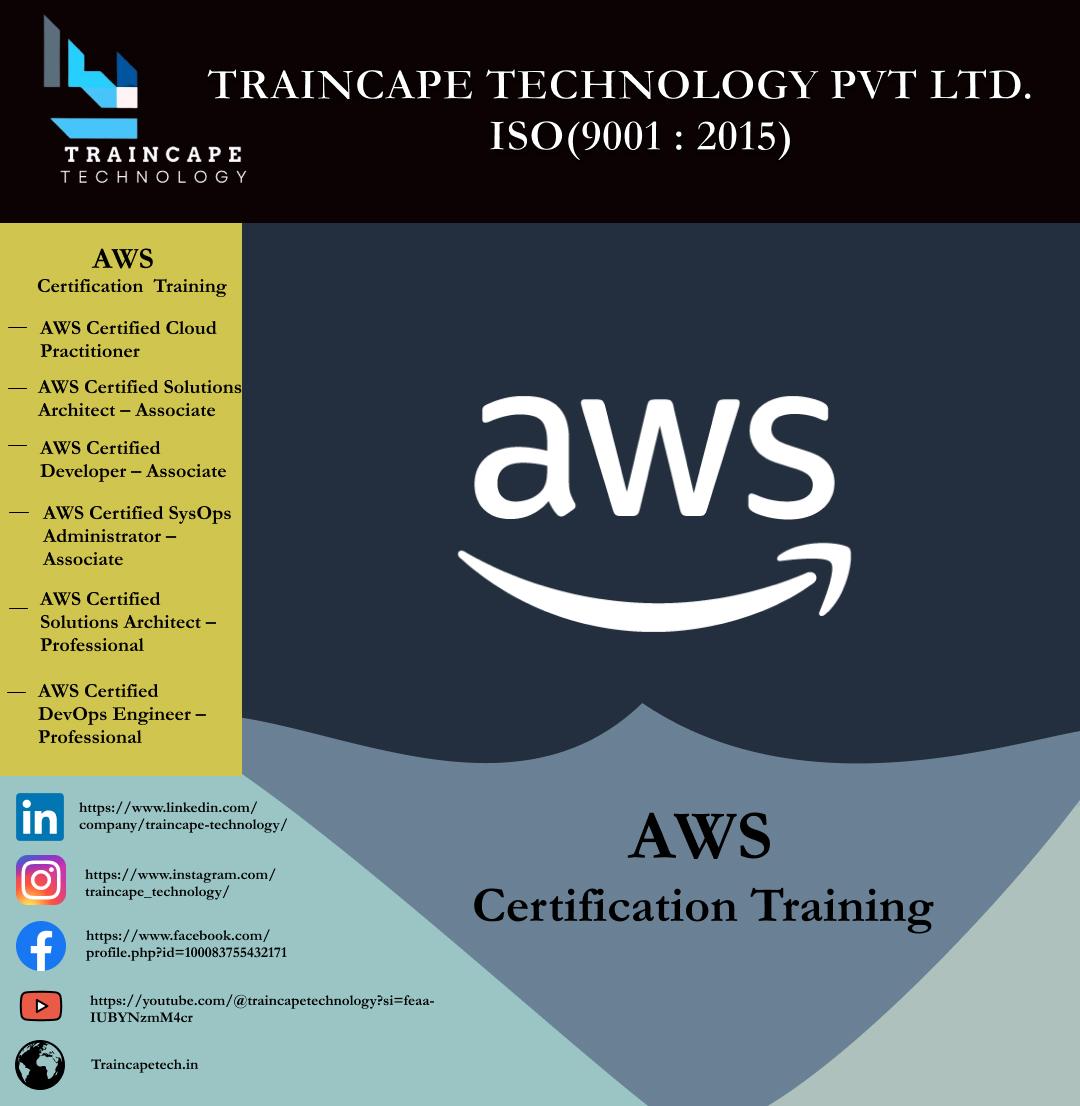 TRAINCAPE TECHNOLOGY PVT LTD.
ISO(9001 : 2015)
TRAINCAPE
TECHNOLOGY
AWS
Certification Training
— AWS Certified Cloud
Practitioner
— AWS Certified Solutions
Architect – Associate
— AWS Certified
Developer – Associate
— AWS Certified SysOps
Administrator –
Associate
— AWS Certified
Solutions Architect –
Professional
— AWS Certified
DevOps Engineer –
Professional
aws
AWS
Certification Training
in
https://www.linkedin.com/
company/traincape-technology/
https://www.instagram.com/
traincape_technology/
f
https://www.facebook.com/
profile.php?id=100083755432171
https://youtube.com/@traincapetechnology?si=feaa-
IUBYNzmM4cr
Traincapetech.in